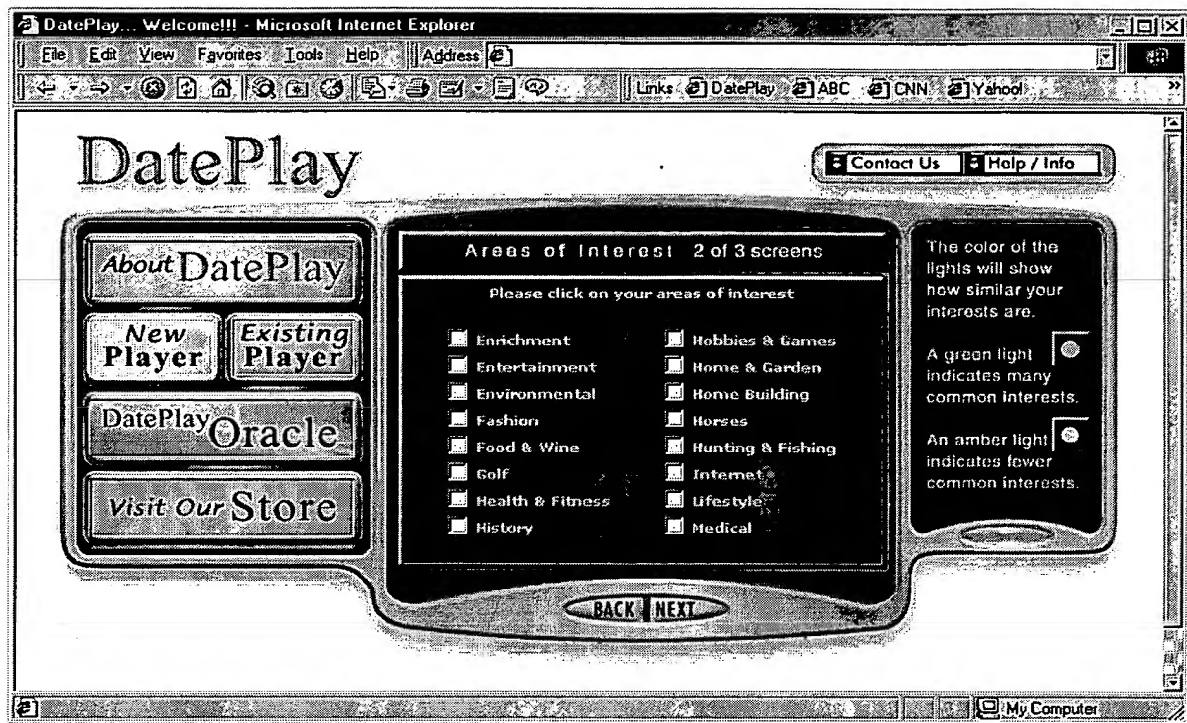 DatePlay... Welcome!!! - Microsoft Internet Explorer
File Edit View Favorites Tools Help Address
Links DatePlay ABC CNN Yahoo! »
DatePlay
Contact Us Help / Info
About DatePlay
New Player
Existing Player
DatePlay Oracle
Visit Our Store
Areas of Interest 2 of 3 screens
Please click on your areas of interest
Enrichment
Entertainment
Environmental
Fashion
Food & Wine
Golf
Health & Fitness
History
Hobbies & Games
Home & Garden
Home Building
Horses
Hunting & Fishing
Internet
Lifestyle
Medical
BACK NEXT
The color of the
lights will show
how similar your
interests are.
A green light
indicates many
common interests.
An amber light
indicates fewer
common interests.
My Computer